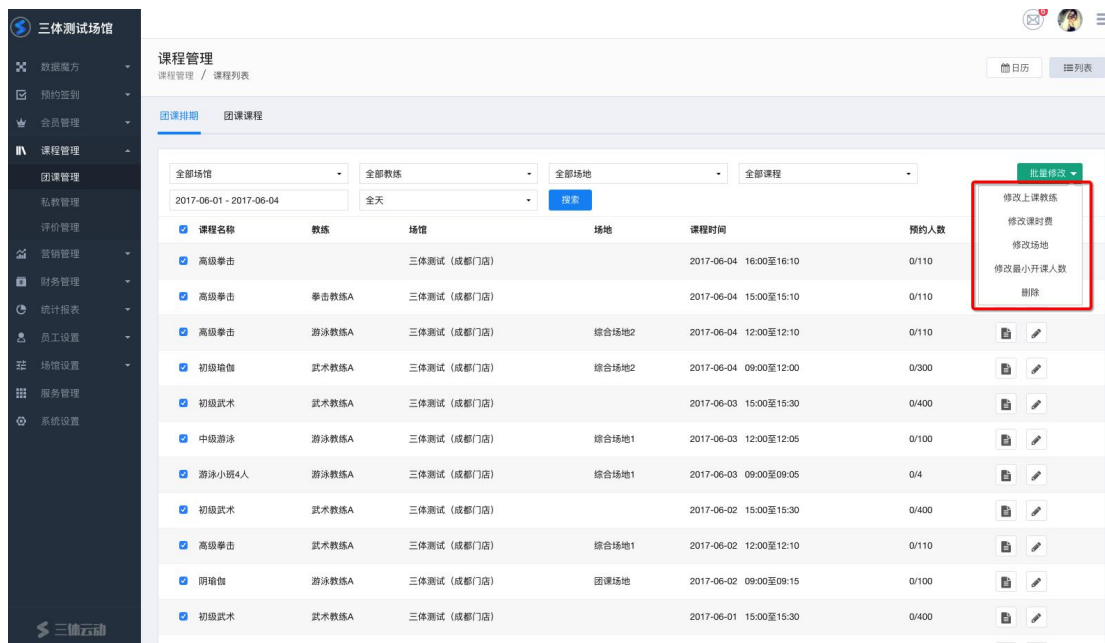 三体测试场馆
6
数据魔方
预约签到
会员管理
课程管理
团课管理
私教管理
评价管理
营销管理
财务管理
统计报表
员工设置
场馆设置
服务管理
系统设置
三体云动
课程管理
课程管理 / 课程列表
日历 列表
团课排期 团课课程
全部场馆 全部教练 全部场地 全部课程 批量修改
2017-06-01 - 2017-06-04 全天 搜索
修改上课教练
修改课时费
修改场地
修改最小开课人数
删除
课程名称 教练 场馆 场地 课程时间 预约人数
高级拳击 三体测试（成都门店） 2017-06-04 16:00至16:10 0/110
高级拳击 拳击教练A 三体测试（成都门店） 2017-06-04 15:00至15:10 0/110
高级拳击 游泳教练A 三体测试（成都门店） 综合场地2 2017-06-04 12:00至12:10 0/110
初级瑜伽 武术教练A 三体测试（成都门店） 综合场地2 2017-06-04 09:00至12:00 0/300
初级武术 武术教练A 三体测试（成都门店） 2017-06-03 15:00至15:30 0/400
中级游泳 游泳教练A 三体测试（成都门店） 综合场地1 2017-06-03 12:00至12:05 0/100
游泳小班4人 游泳教练A 三体测试（成都门店） 综合场地1 2017-06-03 09:00至09:05 0/4
初级武术 武术教练A 三体测试（成都门店） 2017-06-02 15:00至15:30 0/400
高级拳击 武术教练A 三体测试（成都门店） 综合场地1 2017-06-02 12:00至12:10 0/110
阴瑜伽 游泳教练A 三体测试（成都门店） 团课场地 2017-06-02 09:00至09:15 0/100
初级武术 武术教练A 三体测试（成都门店） 2017-06-01 15:00至15:30 0/400